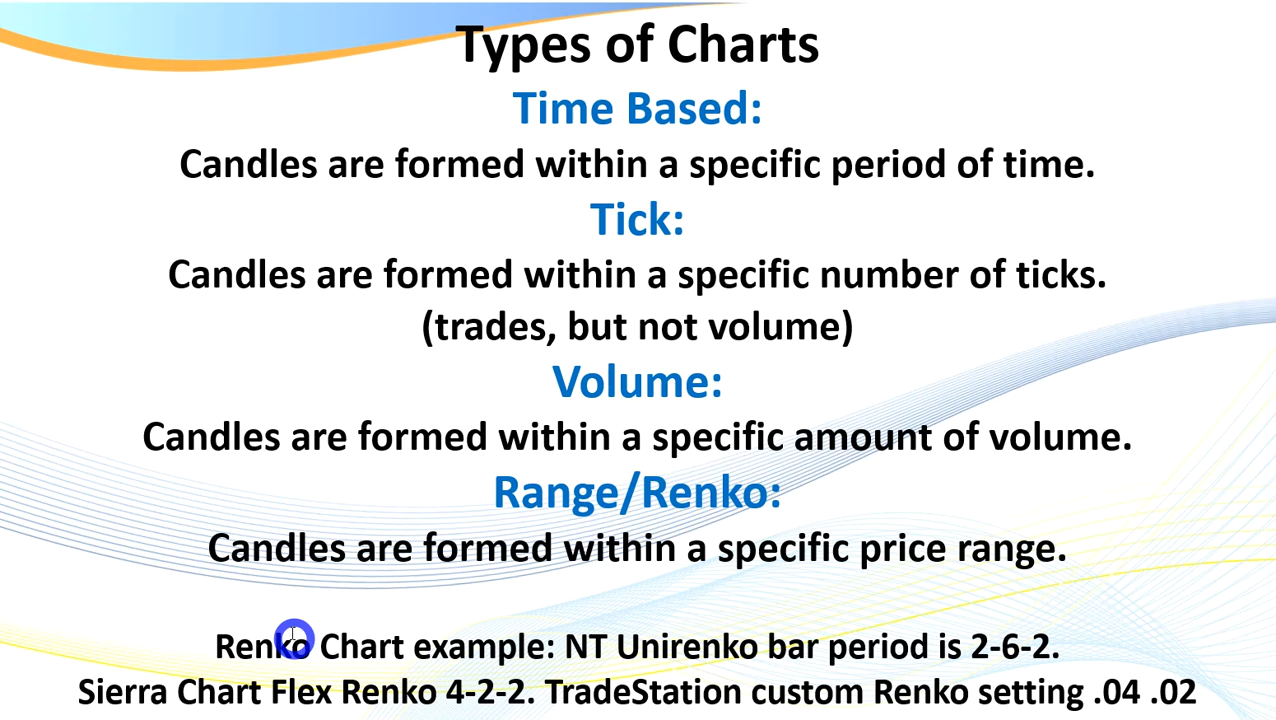 Types of Charts
Time Based:
Candles are formed within a specific period of time.
Tick:
Candles are formed within a specific number of ticks.
(trades, but not volume)
Volume:
Candles are formed within a specific amount of volume.
Range/Renko:
Candles are formed within a specific price range.
Renko Chart example: NT Unirenko bar period is 2-6-2.
Sierra Chart Flex Renko 4-2-2. TradeStation custom Renko setting .04 .02